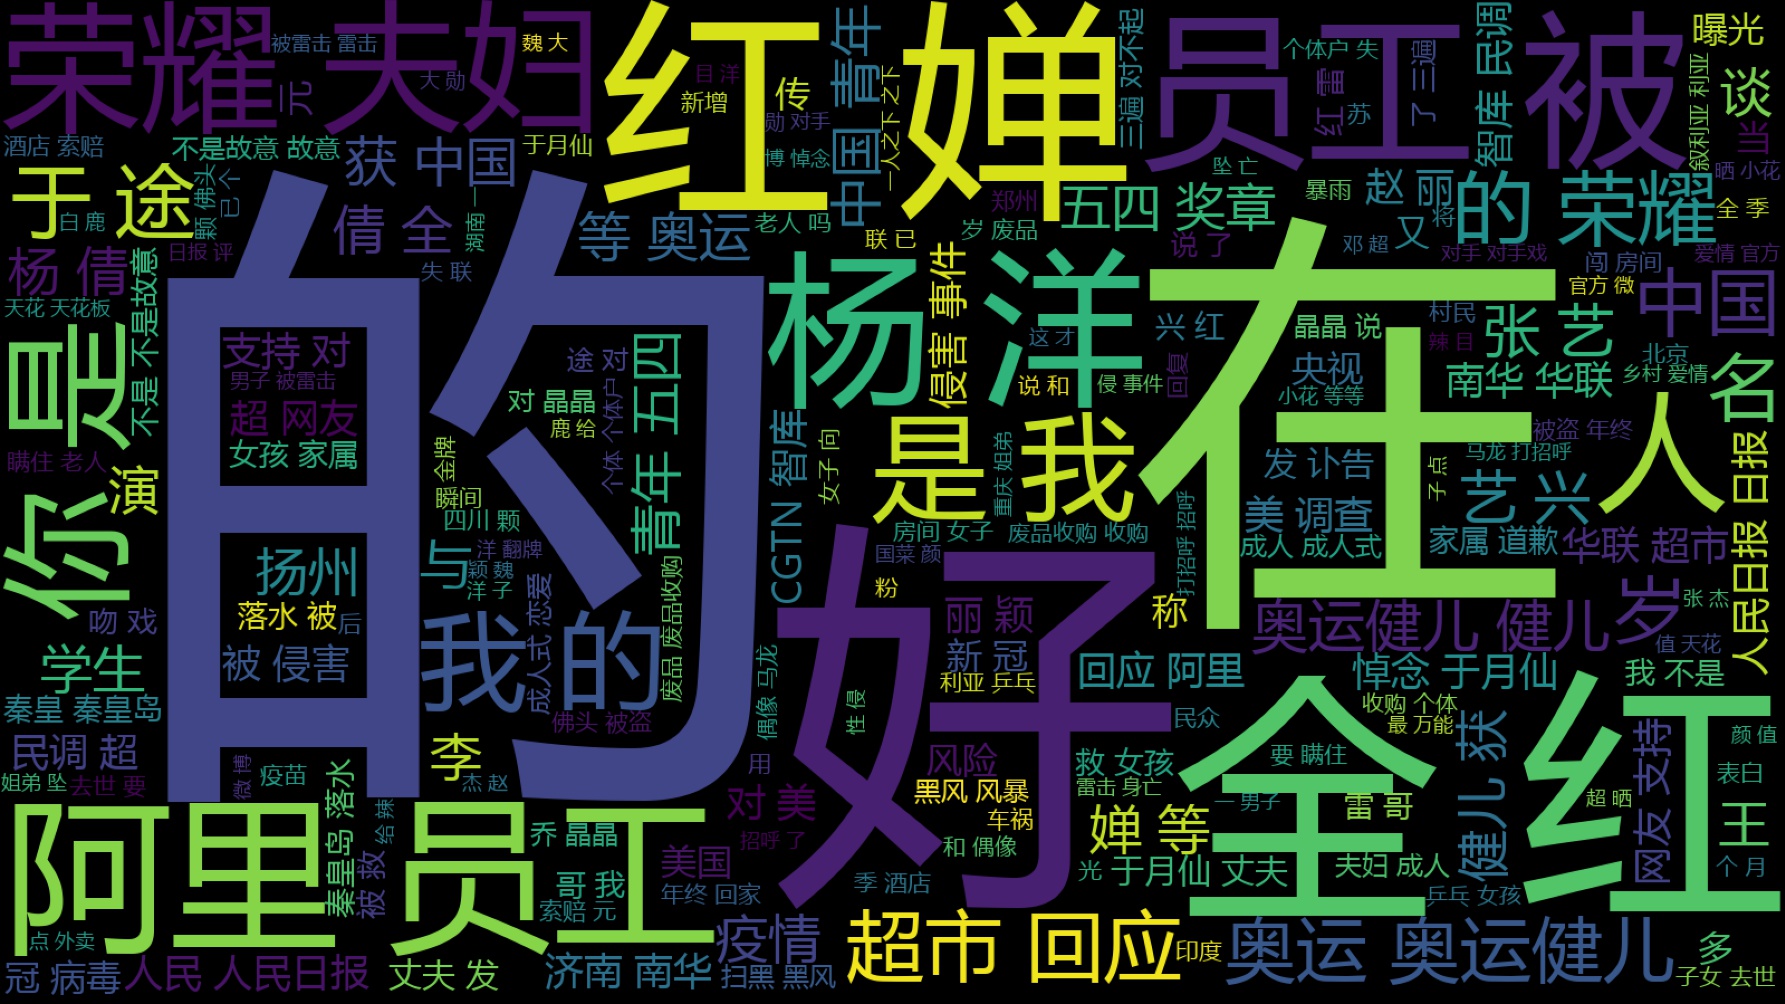 荣耀 夫妇
被雷击 雷击
魏 大
大 勋
元
红 婵
目 洋
新增
传
勋 对手
博 悼念
中国 青年
一人之下 之下
三遍 对不起
员工 被
个体户 失
红 雷
苏
了 三遍
智库 民调
曝光
谈
叙利亚 利亚
当
晒 小花
酒店 索赔
不是故意 故意
获 中国
于月仙
于 途
颗 佛头
已 个
白 鹿
日报 评
倩 全
湖南 一
失 联
等 奥运
老人 吗
联 已
郑州
岁 废品
五四 奖章
坠 亡
暴雨
说 了
赵 丽
邓 超
又
将
的 荣耀
全 季
对手 对手戏
爱情 官方
杨 倩
天花 天花板
不是 不是故意
的
杨 洋
侵害 事件
这 才
说 和
侵 事件
回复
兴 红
在
晶晶 说
央视
小花 等等
闯 房间
官方 微
村民
辣 目
张 艺
南华 华联
中国
北京
乡村 爱情
名
你 是
支持 对
男子 被雷击
超 网友
女孩 家属
途 对
对 晶晶
鹿 给
个体 个体户
青年 五四
瞒住 老人
演
金牌
瞬间
四川 颗
CGTN 智库
女子 向
是 我
重庆 姐弟
房间 女子
废品收购 收购
打招呼 招呼
发 讣告
美 调查
成人 成人式
子 点
被盗 年终
马龙 打招呼
艺 兴
人
家属 道歉
华联 超市
人民日报 日报
扬州
落水 被
后
被 侵害
与
洋 翻牌
颖 魏
洋 子
我 的
成人式 恋爱
废品 废品收购
佛头 被盗
吻 戏
学生
秦皇 秦皇岛
好
国菜 颜
粉
丽 颖
新 冠
利亚 乒乓
称
奥运健儿 健儿
岁
张 杰
值 天花
回应 阿里
悼念 于月仙
我 不是
民调 超
姐弟 坠
去世 要
微 博
疫苗
秦皇岛 落水
李
杰 赵
偶像 马龙
性 侵
用
风险
民众
救 女孩
雷击 身亡
全 红
要 瞒住
一 男子
收购 个体
最 万能
健儿 获
网友 支持
超 晒
颜 值
表白
王
个 月
阿里 员工
被 救
给 辣
乔 晶晶
哥 我
索赔 元
对 美
招呼 了
美国
年终 回家
黑风 风暴
车祸
和 偶像
季 酒店
婵 等
雷 哥
光 于月仙 丈夫
夫妇 成人
乒乓 女孩
点 外卖
冠 病毒
人民 人民日报
丈夫 发
济南 南华
疫情
扫黑 黑风
超市 回应
印度
奥运 奥运健儿
多
子女 去世